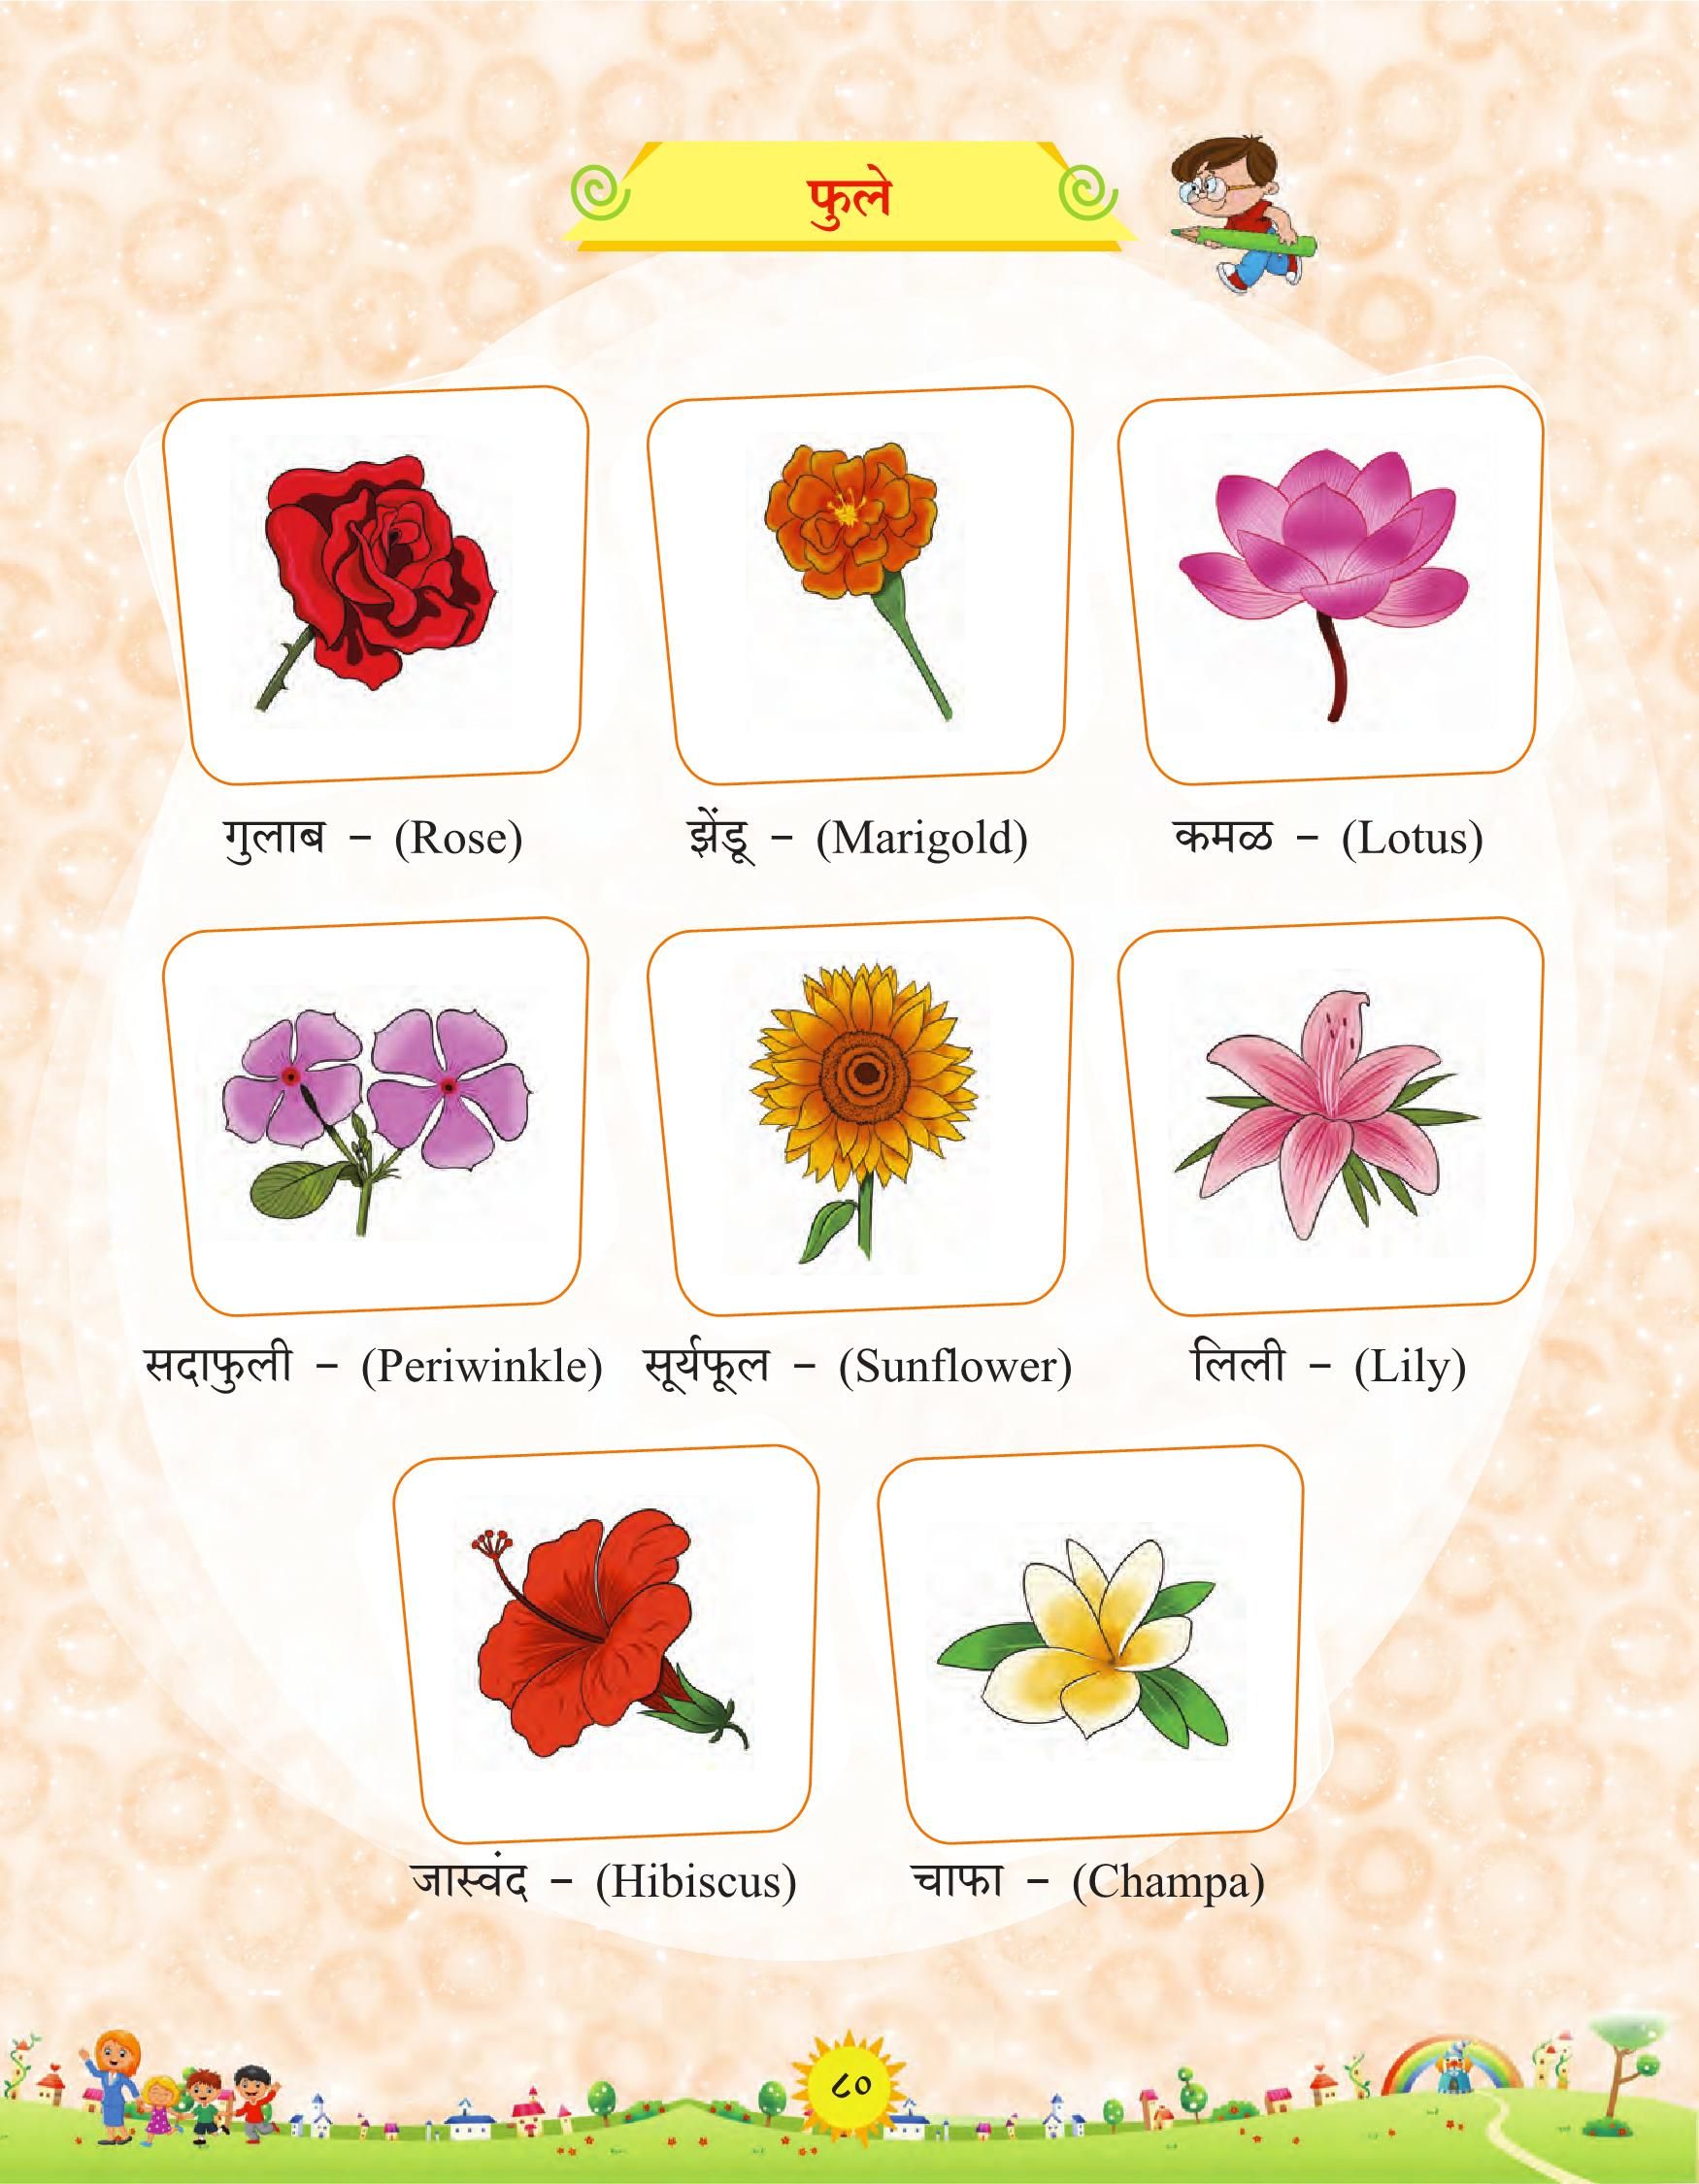 फुले
गुलाब - (Rose)
झेंडू - (Marigold)
कमळ - (Lotus)
सदाफुली - (Periwinkle)
सूर्यफूल - (Sunflower)
लिली - (Lily)
जास्वंद - (Hibiscus)
चाफा - (Champa)
८०